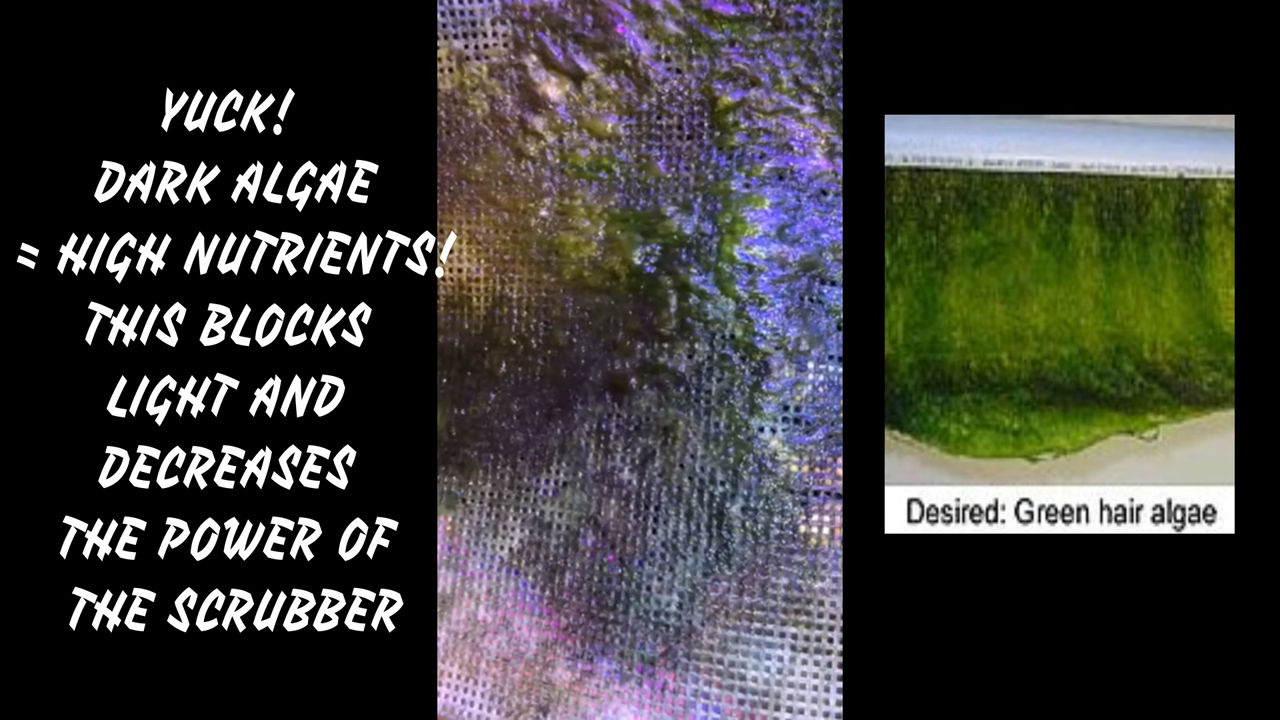 YUCK!
DARK ALGAE
= HIGH NUTRIENTS!
THIS BLOCKS
LIGHT AND
DECREASES
THE POWER OF
THE SCRUBBER
Desired: Green hair algae